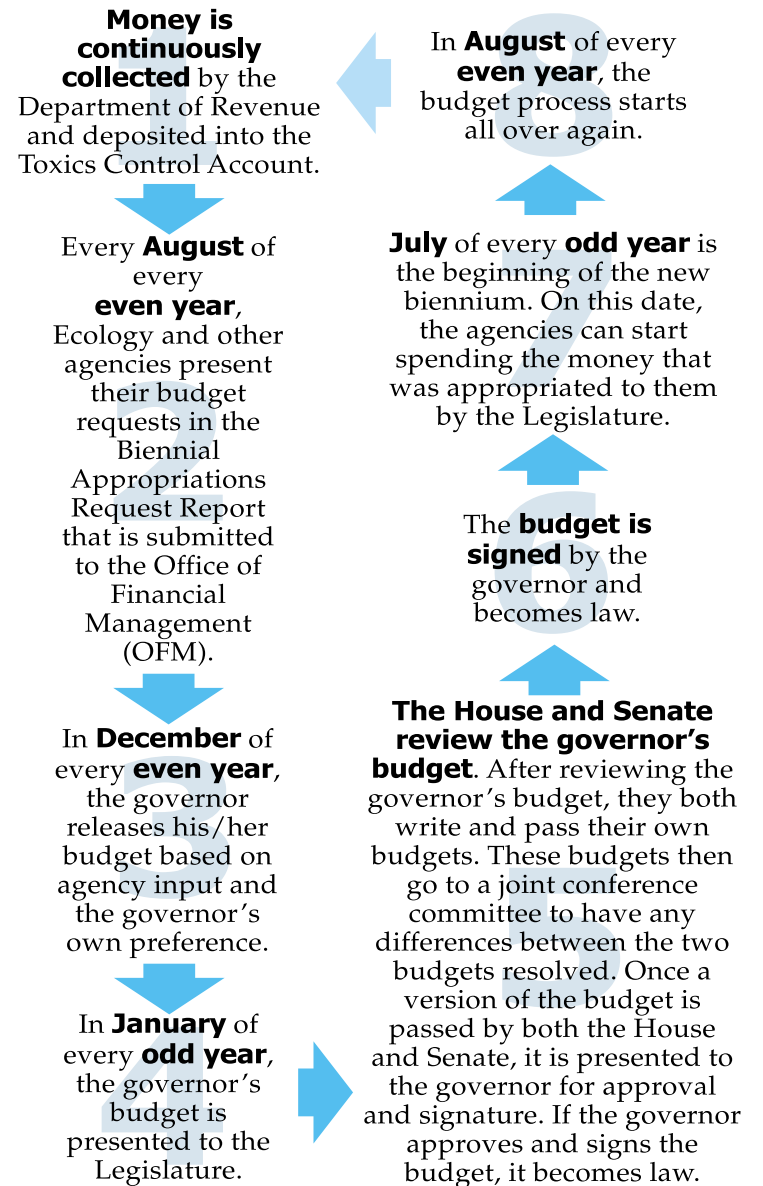 1
Money is
continuously
collected by the
Department of Revenue
and deposited into the
Toxics Control Account.
2
Every August of
every
even year,
Ecology and other
agencies present
their budget
requests in the
Biennial
Appropriations
Request Report
that is submitted
to the Office of
Financial
Management
(OFM).
3
In December of
every even year,
the governor
releases his/her
budget based on
agency input and
the governor's
own preference.
4
In January of
every odd year,
the governor's
budget is
presented to the
Legislature.
5
The House and Senate
review the governor's
budget. After reviewing the
governor's budget, they both
write and pass their own
budgets. These budgets then
go to a joint conference
committee to have any
differences between the two
budgets resolved. Once a
version of the budget is
passed by both the House
and Senate, it is presented to
the governor for approval
and signature. If the governor
approves and signs the
budget, it becomes law.
6
The budget is
signed by the
governor and
becomes law.
7
July of every odd year is
the beginning of the new
biennium. On this date,
the agencies can start
spending the money that
was appropriated to them
by the Legislature.
8
In August of every
even year, the
budget process starts
all over again.